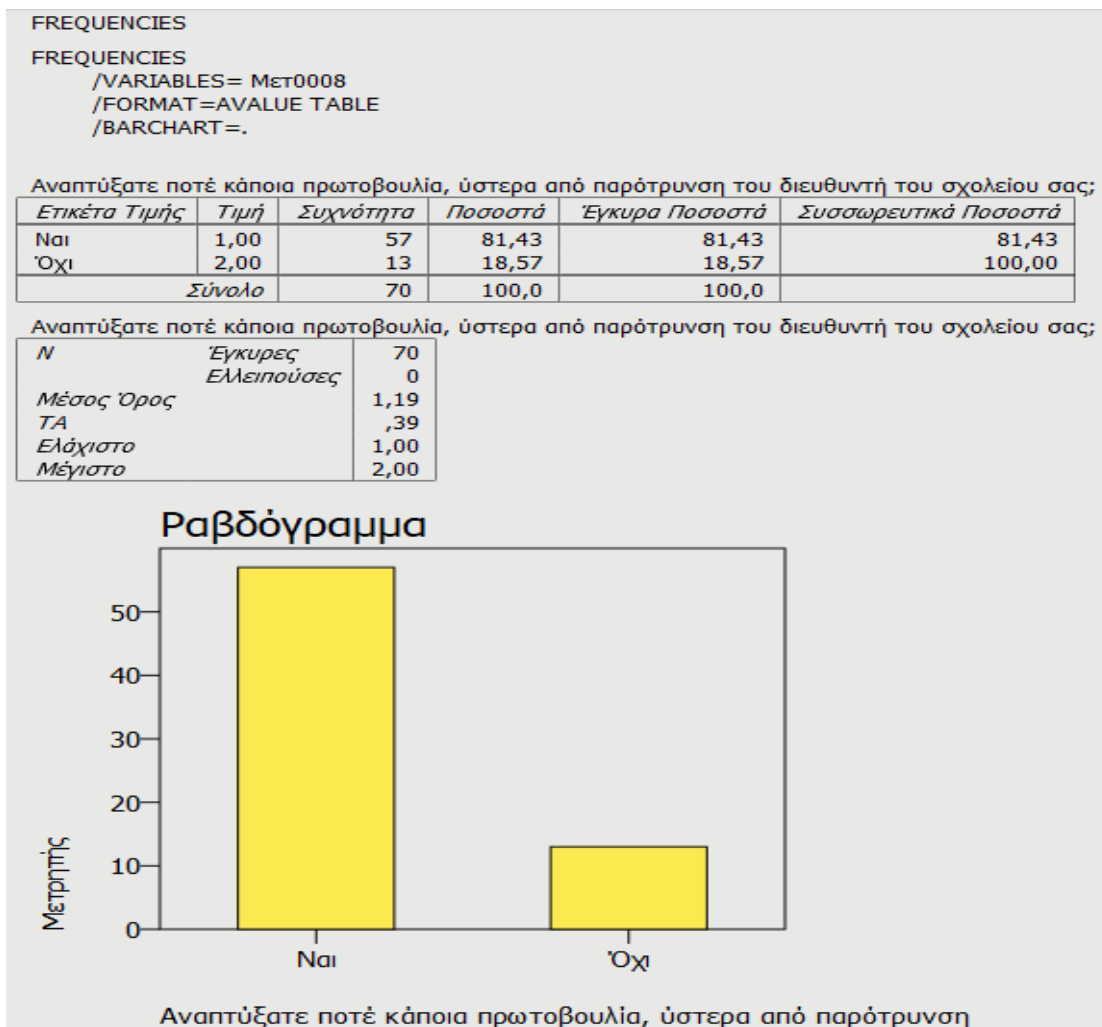 FREQUENCIES
FREQUENCIES
/VARIABLES= Μετ0008
/FORMAT=AVALUE TABLE
/BARCHART=.
Αναπτύξατε ποτέ κάποια πρωτοβουλία, ύστερα από παρότρυνση του διευθυντή του σχολείου σας;
Ετικέτα Τιμής Τιμή Συχνότητα Ποσοστά Έγκυρα Ποσοστά Συσσωρευτικά Ποσοστά
Ναι 1,00 57 81,43 81,43 81,43
Όχι 2,00 13 18,57 18,57 100,00
Σύνολο 70 100,0 100,0
Αναπτύξατε ποτέ κάποια πρωτοβουλία, ύστερα από παρότρυνση του διευθυντή του σχολείου σας;
N Έγκυρες 70
Ελλειπούσες 0
Μέσος Όρος 1,19
ΤΑ ,39
Ελάχιστο 1,00
Μέγιστο 2,00
Ραβδόγραμμα
50
40
30
20
10
0
Μετρητής
Ναι Όχι
Αναπτύξατε ποτέ κάποια πρωτοβουλία, ύστερα από παρότρυνση